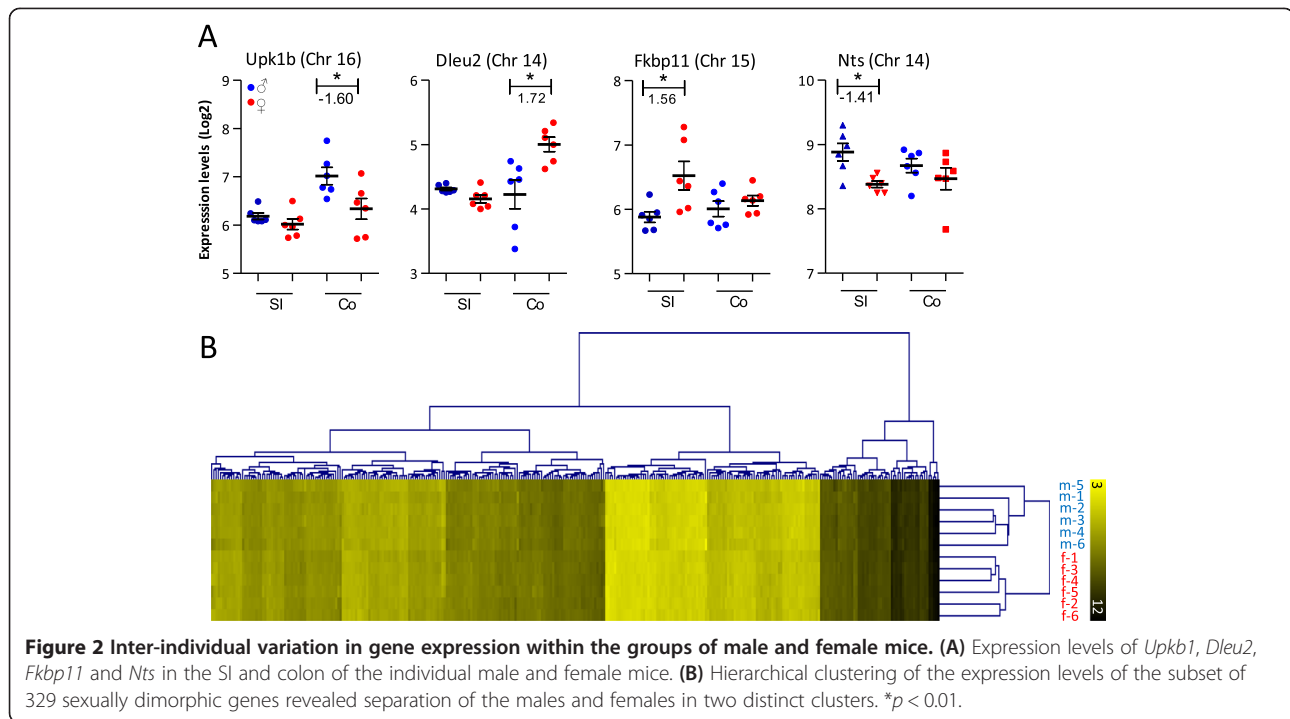 A
Upk1b (Chr 16)
Dleu2 (Chr 14)
Fkbp11 (Chr 15)
Nts (Chr 14)
Expresssion levels (Log2)
9
8
7
6
5
♂
♀
*
-1.60
SI
Co
6
5
4
3
*
1.72
SI
Co
8
7
6
5
*
1.56
SI
Co
10
9
8
7
*
-1.41
SI
Co
B
m-5
m-1
m-2
m-3
m-4
m-6
f-1
f-3
f-4
f-5
f-2
f-6
3
12
Figure 2 Inter-individual variation in gene expression within the groups of male and female mice. (A) Expression levels of Upkb1, Dleu2,
Fkbp11 and Nts in the SI and colon of the individual male and female mice. (B) Hierarchical clustering of the expression levels of the subset of
329 sexually dimorphic genes revealed separation of the males and females in two distinct clusters. *p < 0.01.